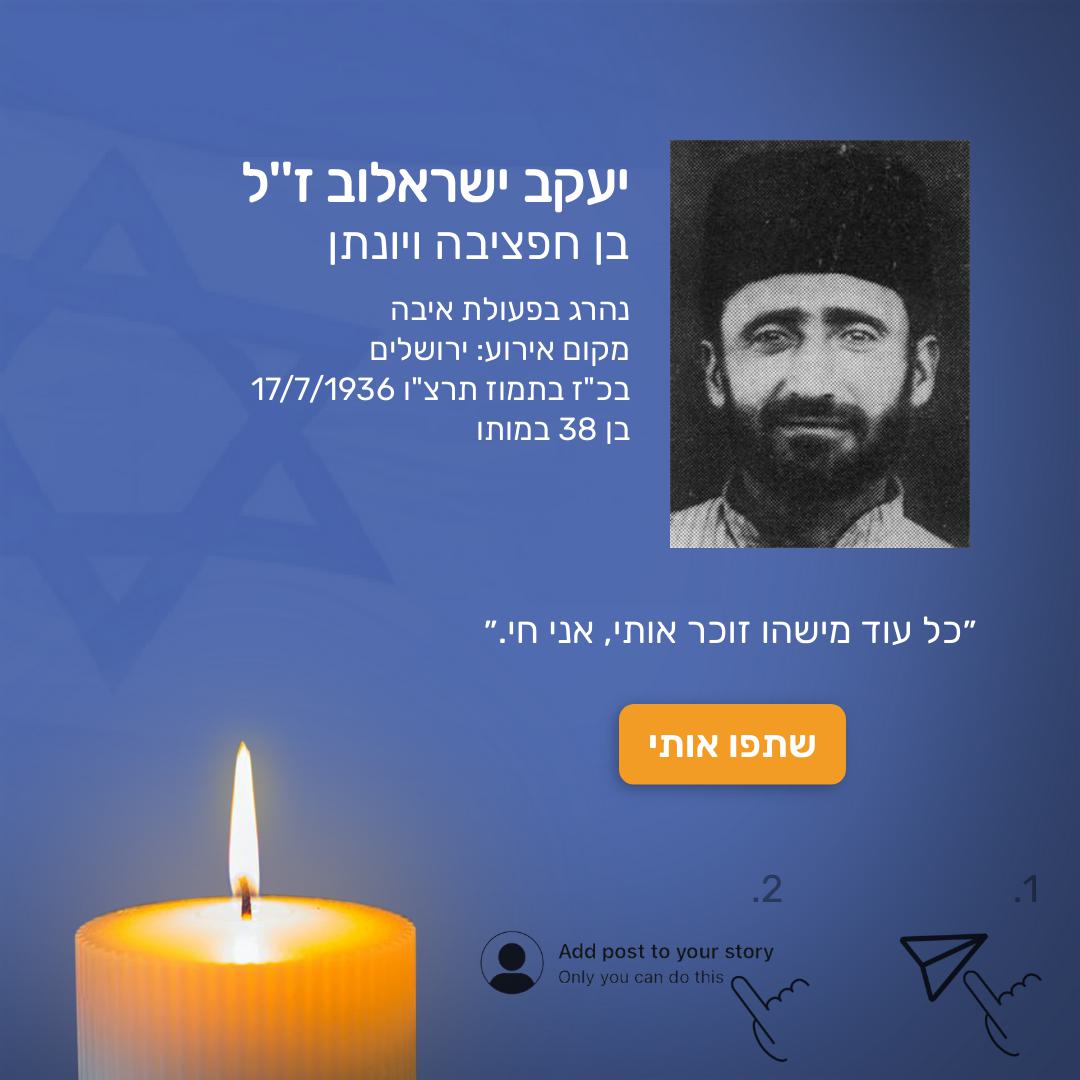 יעקב ישראלוב ז"ל
בן חפציבה ויונתן
נהרג בפעולת איבה
מקום אירוע: ירושלים
בכ"ז בתמוז תרצ"ו 17/7/1936
בן 38 במותו
״כל עוד מישהו זוכר אותי, אני חי.״
שתפו אותי
1.
2.
Add post to your story
Only you can do this